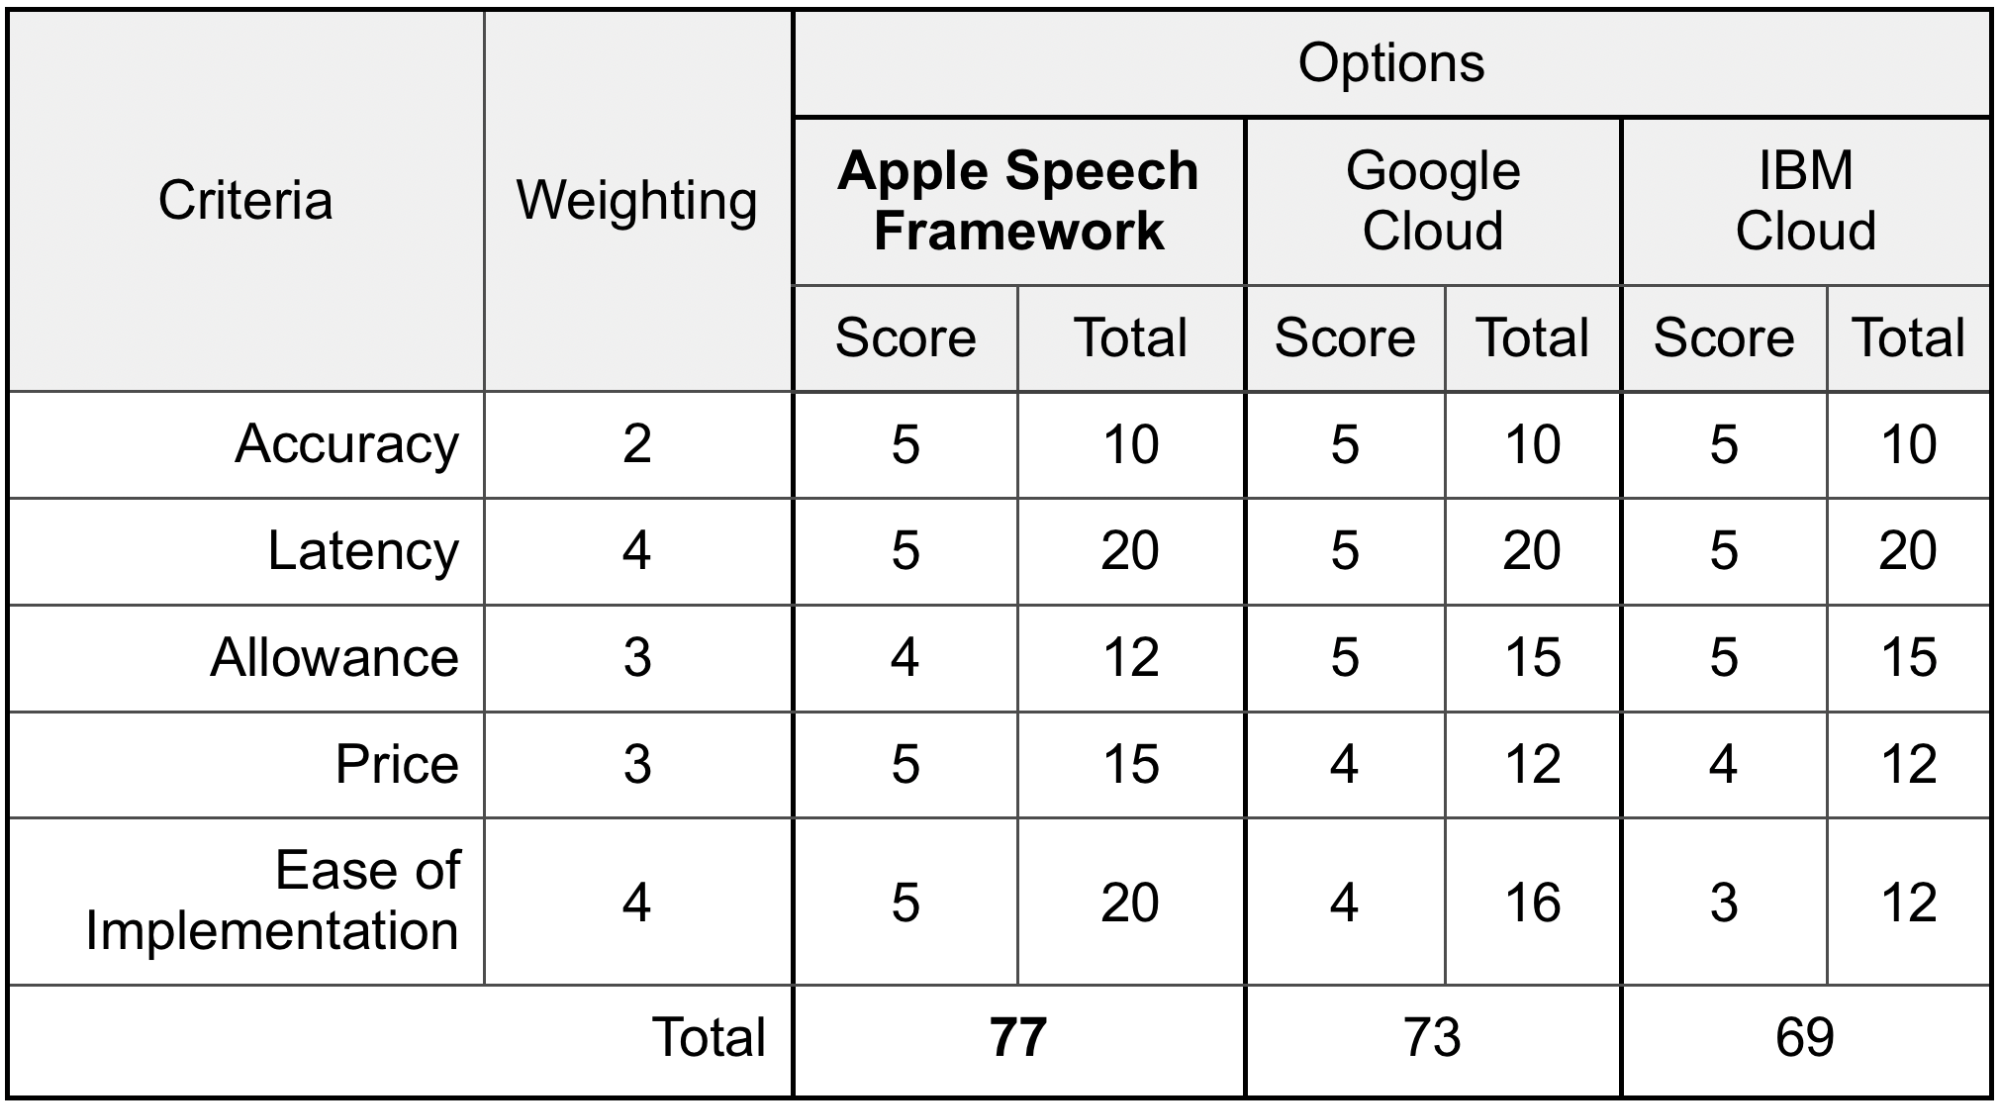 Options
Criteria Weighting Apple Speech Framework Google Cloud IBM Cloud
Score Total Score Total Score Total
Accuracy 2 5 10 5 10 5 10
Latency 4 5 20 5 20 5 20
Allowance 3 4 12 5 15 5 15
Price 3 5 15 4 12 4 12
Ease of Implementation 4 5 20 4 16 3 12
Total 77 73 69